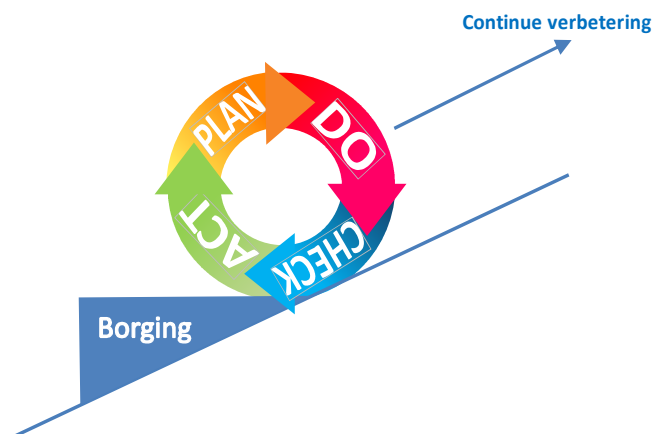 Continue verbetering
PLAN
DO
CHECK
ACT
Borging